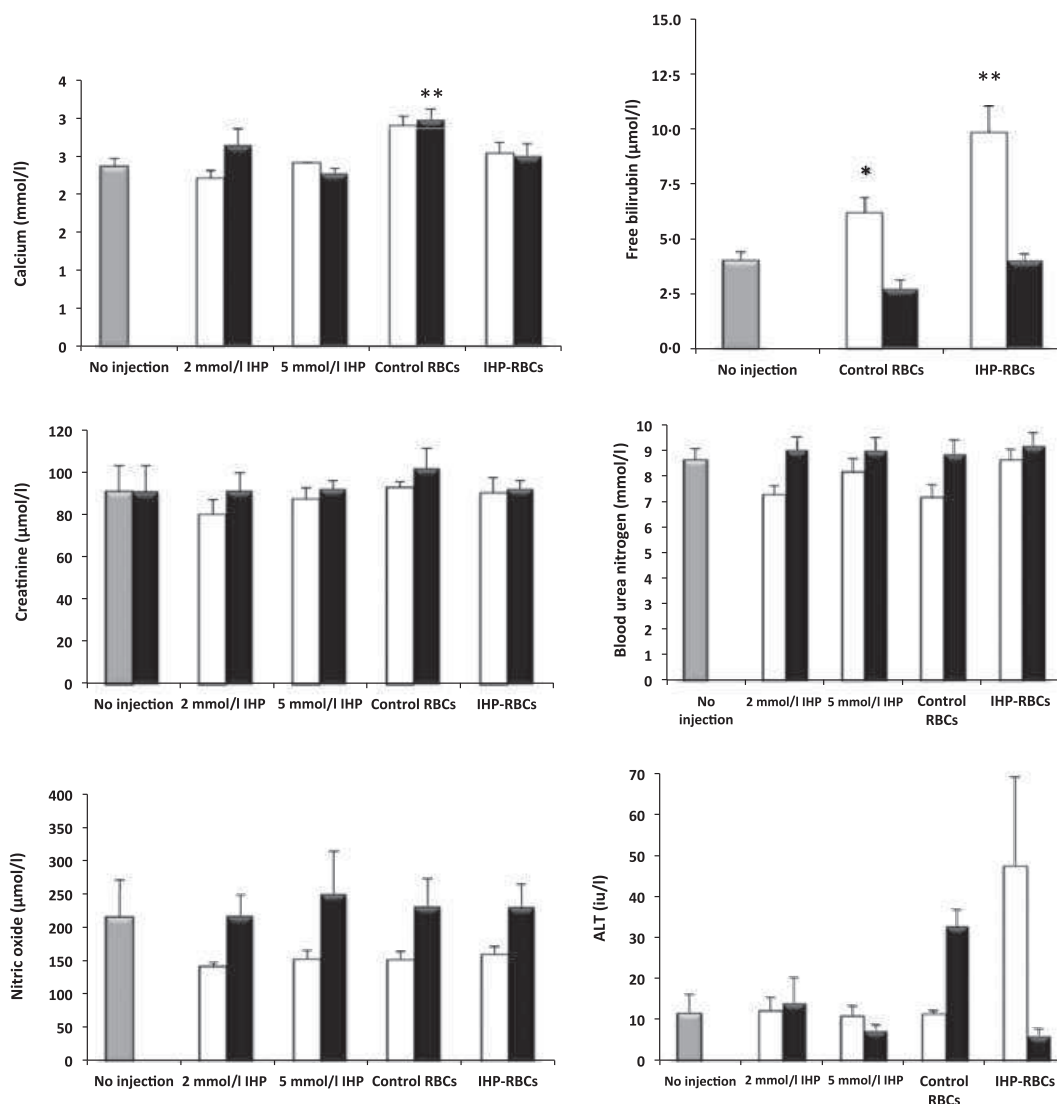 Calcium (mmol/l)
4
3
3
2
2
1
1
0
**
No injection 2 mmol/l IHP 5 mmol/l IHP Control RBCs IHP-RBCs
Free bilirubin (μmol/l)
15·0
12·5
10·0
7·5
5·0
2·5
0·0
*
**
No injection Control RBCs IHP-RBCs
Creatinine (μmol/l)
120
100
80
60
40
20
0
No injection 2 mmol/l IHP 5 mmol/l IHP Control RBCs IHP-RBCs
Blood urea nitrogen (mmol/l)
10
9
8
7
6
5
4
3
2
1
0
No
injection
2 mmol/l IHP 5 mmol/l IHP
Control
RBCs
IHP-RBCs
Nitric oxide (μmol/l)
400
350
300
250
200
150
100
50
0
No injection 2 mmol/l IHP 5 mmol/l IHP Control RBCs IHP-RBCs
ALT (iu/l)
70
60
50
40
30
20
10
0
No injection 2 mmol/l IHP 5 mmol/l IHP
Control
RBCs
IHP-RBCs